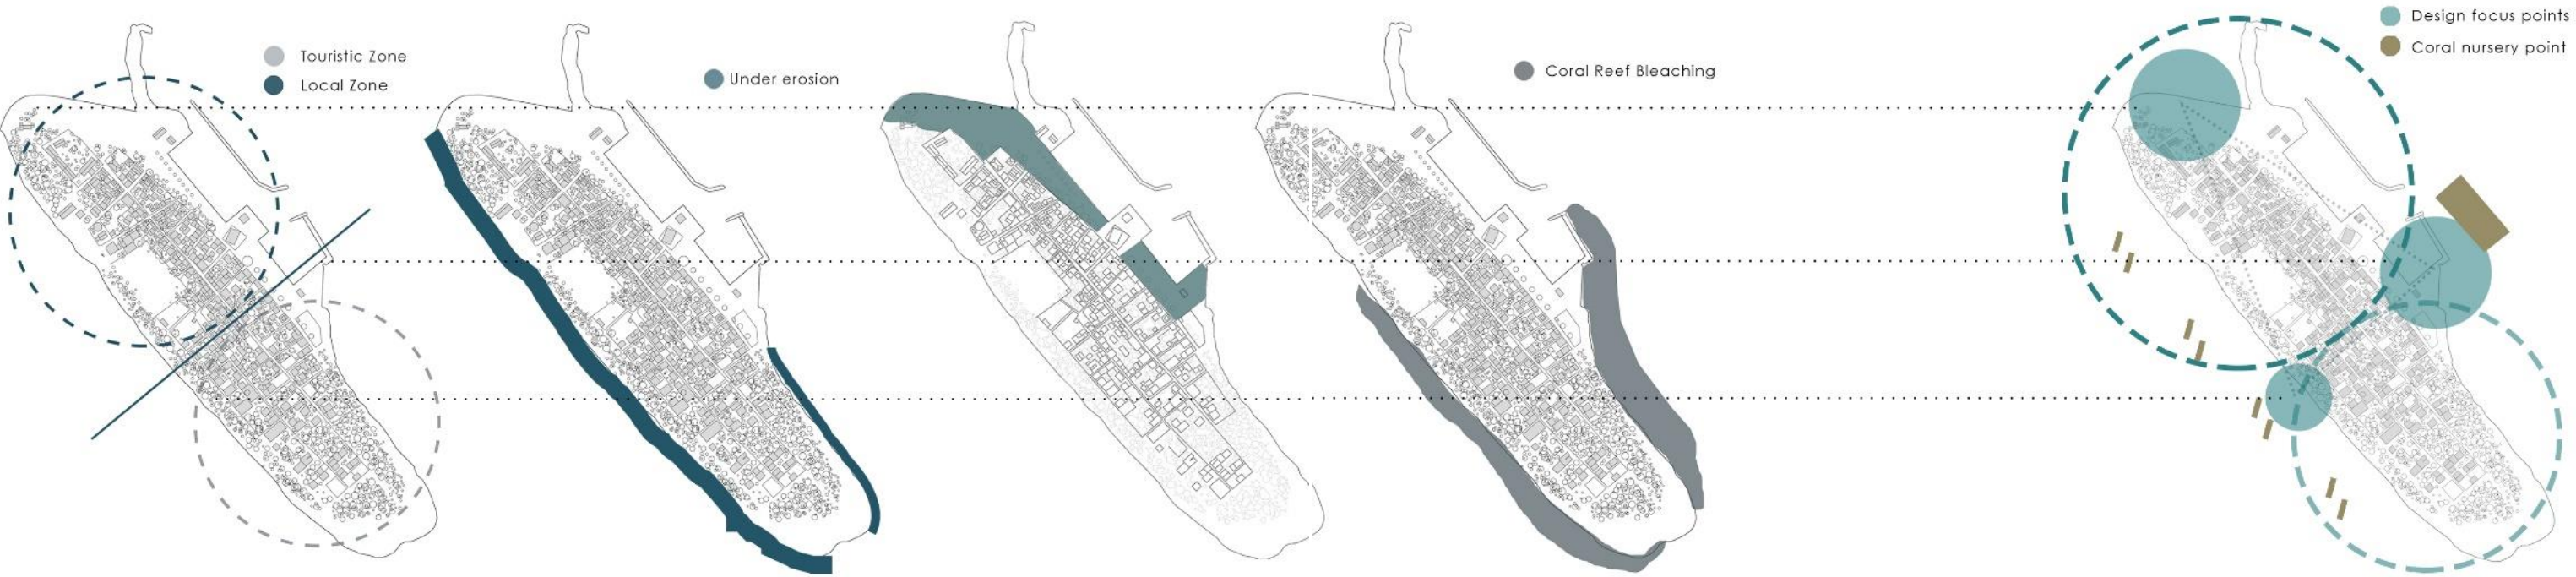 Touristic Zone
Local Zone
Under erosion
Coral Reef Bleaching
Design focus points
Coral nursery point